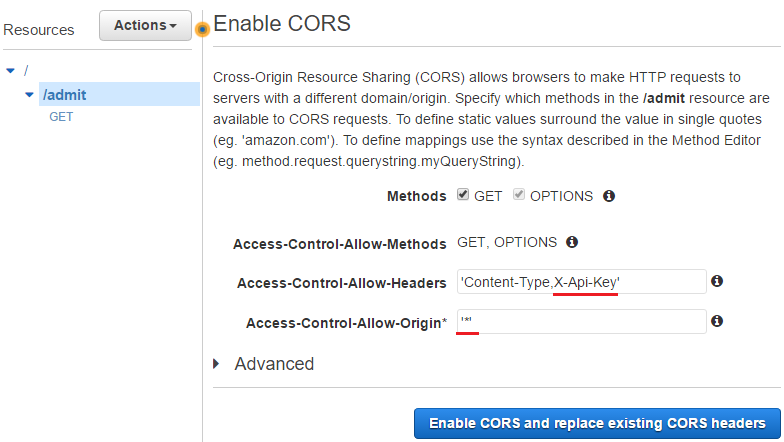 Resources
Actions
/
/admit
GET
Enable CORS
Cross-Origin Resource Sharing (CORS) allows browsers to make HTTP requests to
servers with a different domain/origin. Specify which methods in the /admit resource are
available to CORS requests. To define static values surround the value in single quotes
(eg. 'amazon.com'). To define mappings use the syntax described in the Method Editor
(eg. method.request.querystring.myQueryString).
Methods GET OPTIONS
Access-Control-Allow-Methods GET, OPTIONS
Access-Control-Allow-Headers 'Content-Type,X-Api-Key'
Access-Control-Allow-Origin* '*'
Advanced
Enable CORS and replace existing CORS headers